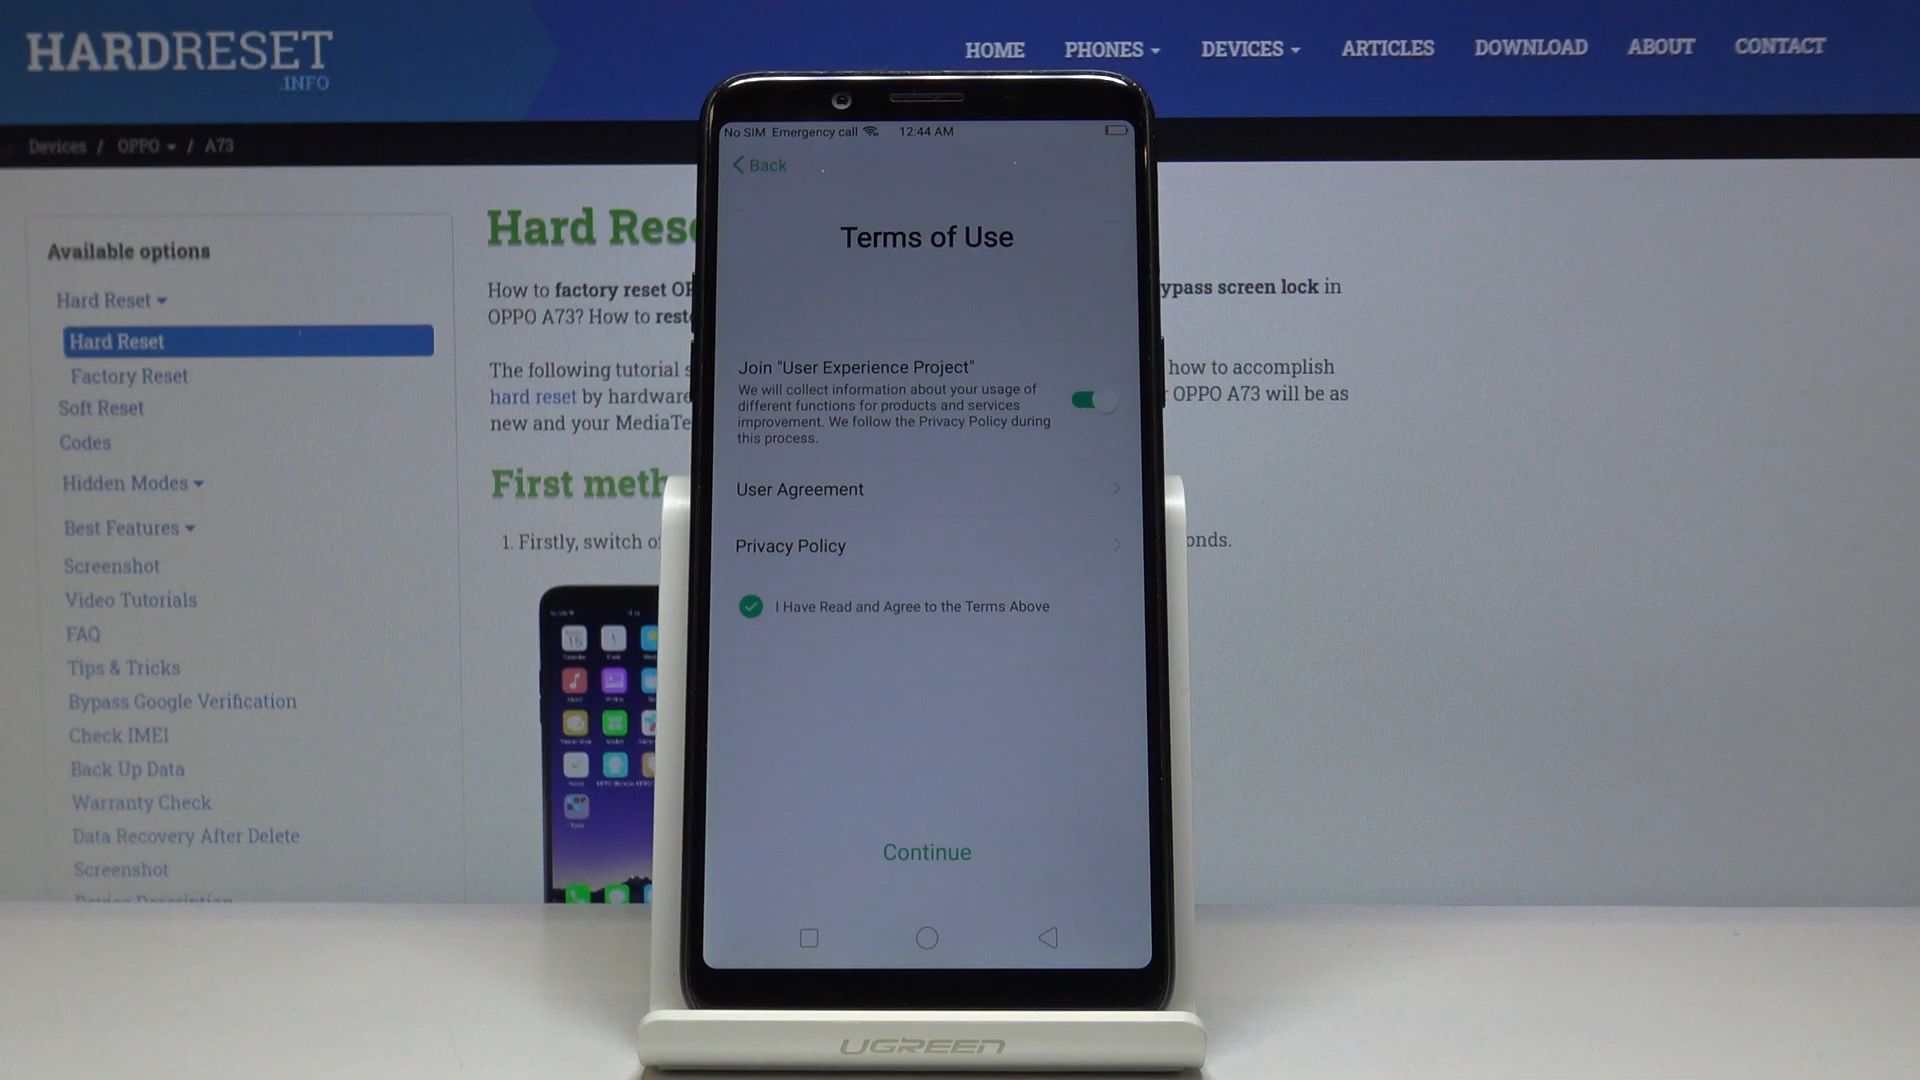 HARDRESET
.INFO
HOME PHONES DEVICES ARTICLES DOWNLOAD ABOUT CONTACT
Devices / OPPO / A73
Available options
Hard Reset
Hard Reset
Factory Reset
Soft Reset
Codes
Hidden Modes
Best Features
Screenshot
Video Tutorials
FAQ
Tips & Tricks
Bypass Google Verification
Check IMEI
Back Up Data
Warranty Check
Data Recovery After Delete
Screenshot
Device Description
Hard Res
How to factory reset OP ypass screen lock in
OPPO A73? How to rest
The following tutorial s how to accomplish
hard reset by hardware OPPO A73 will be as
new and your MediaTe
First meth
1. Firstly, switch of onds.
No SIM Emergency call 12:44 AM
Back
Terms of Use
Join "User Experience Project"
We will collect information about your usage of
different functions for products and services
improvement. We follow the Privacy Policy during
this process.
User Agreement
Privacy Policy
I Have Read and Agree to the Terms Above
Continue
UGREEN